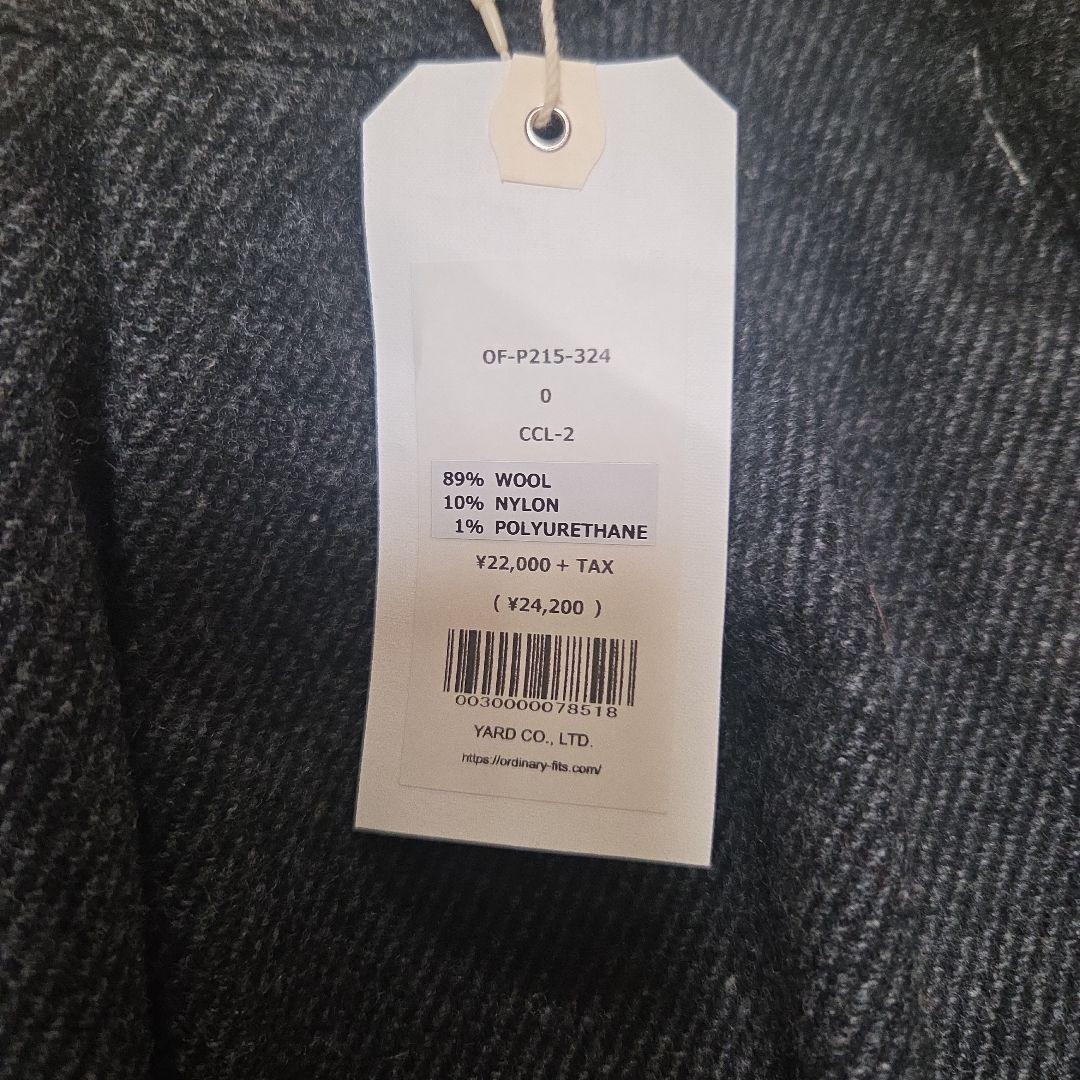 OF-P215-324
0
CCL-2
89% WOOL
10% NYLON
1% POLYURETHANE
¥22,000 + TAX
( ¥24,200 )
0030000078518
YARD CO., LTD.
https://ordinary-fits.com/